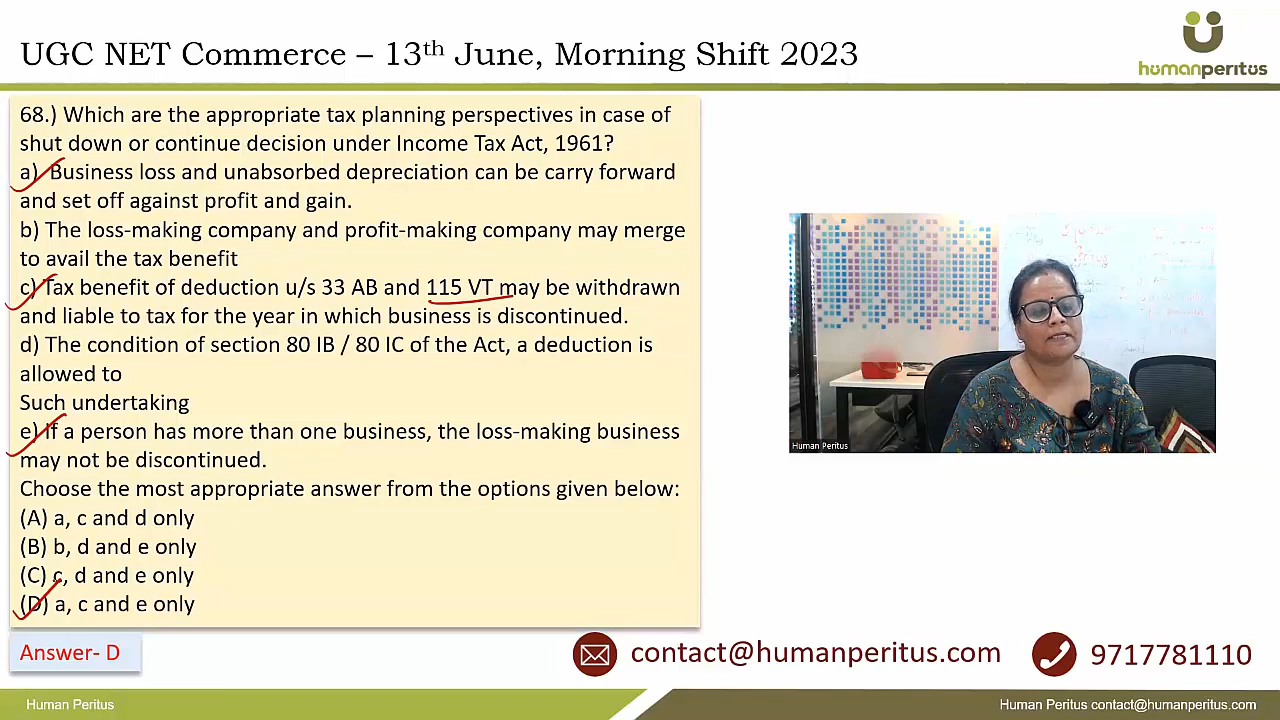 UGC NET Commerce – 13th June, Morning Shift 2023
humanperitus
68.) Which are the appropriate tax planning perspectives in case of
shut down or continue decision under Income Tax Act, 1961?
a) Business loss and unabsorbed depreciation can be carry forward
and set off against profit and gain.
b) The loss-making company and profit-making company may merge
to avail the tax benefit
c) Tax benefit of deduction u/s 33 AB and 115 VT may be withdrawn
and liable to tax for the year in which business is discontinued.
d) The condition of section 80 IB / 80 IC of the Act, a deduction is
allowed to
Such undertaking
e) If a person has more than one business, the loss-making business
may not be discontinued.
Choose the most appropriate answer from the options given below:
(A) a, c and d only
(B) b, d and e only
(C) c, d and e only
(D) a, c and e only
Human Peritus
Answer- D
contact@humanperitus.com
9717781110
Human Peritus
Human Peritus contact@humanperitus.com